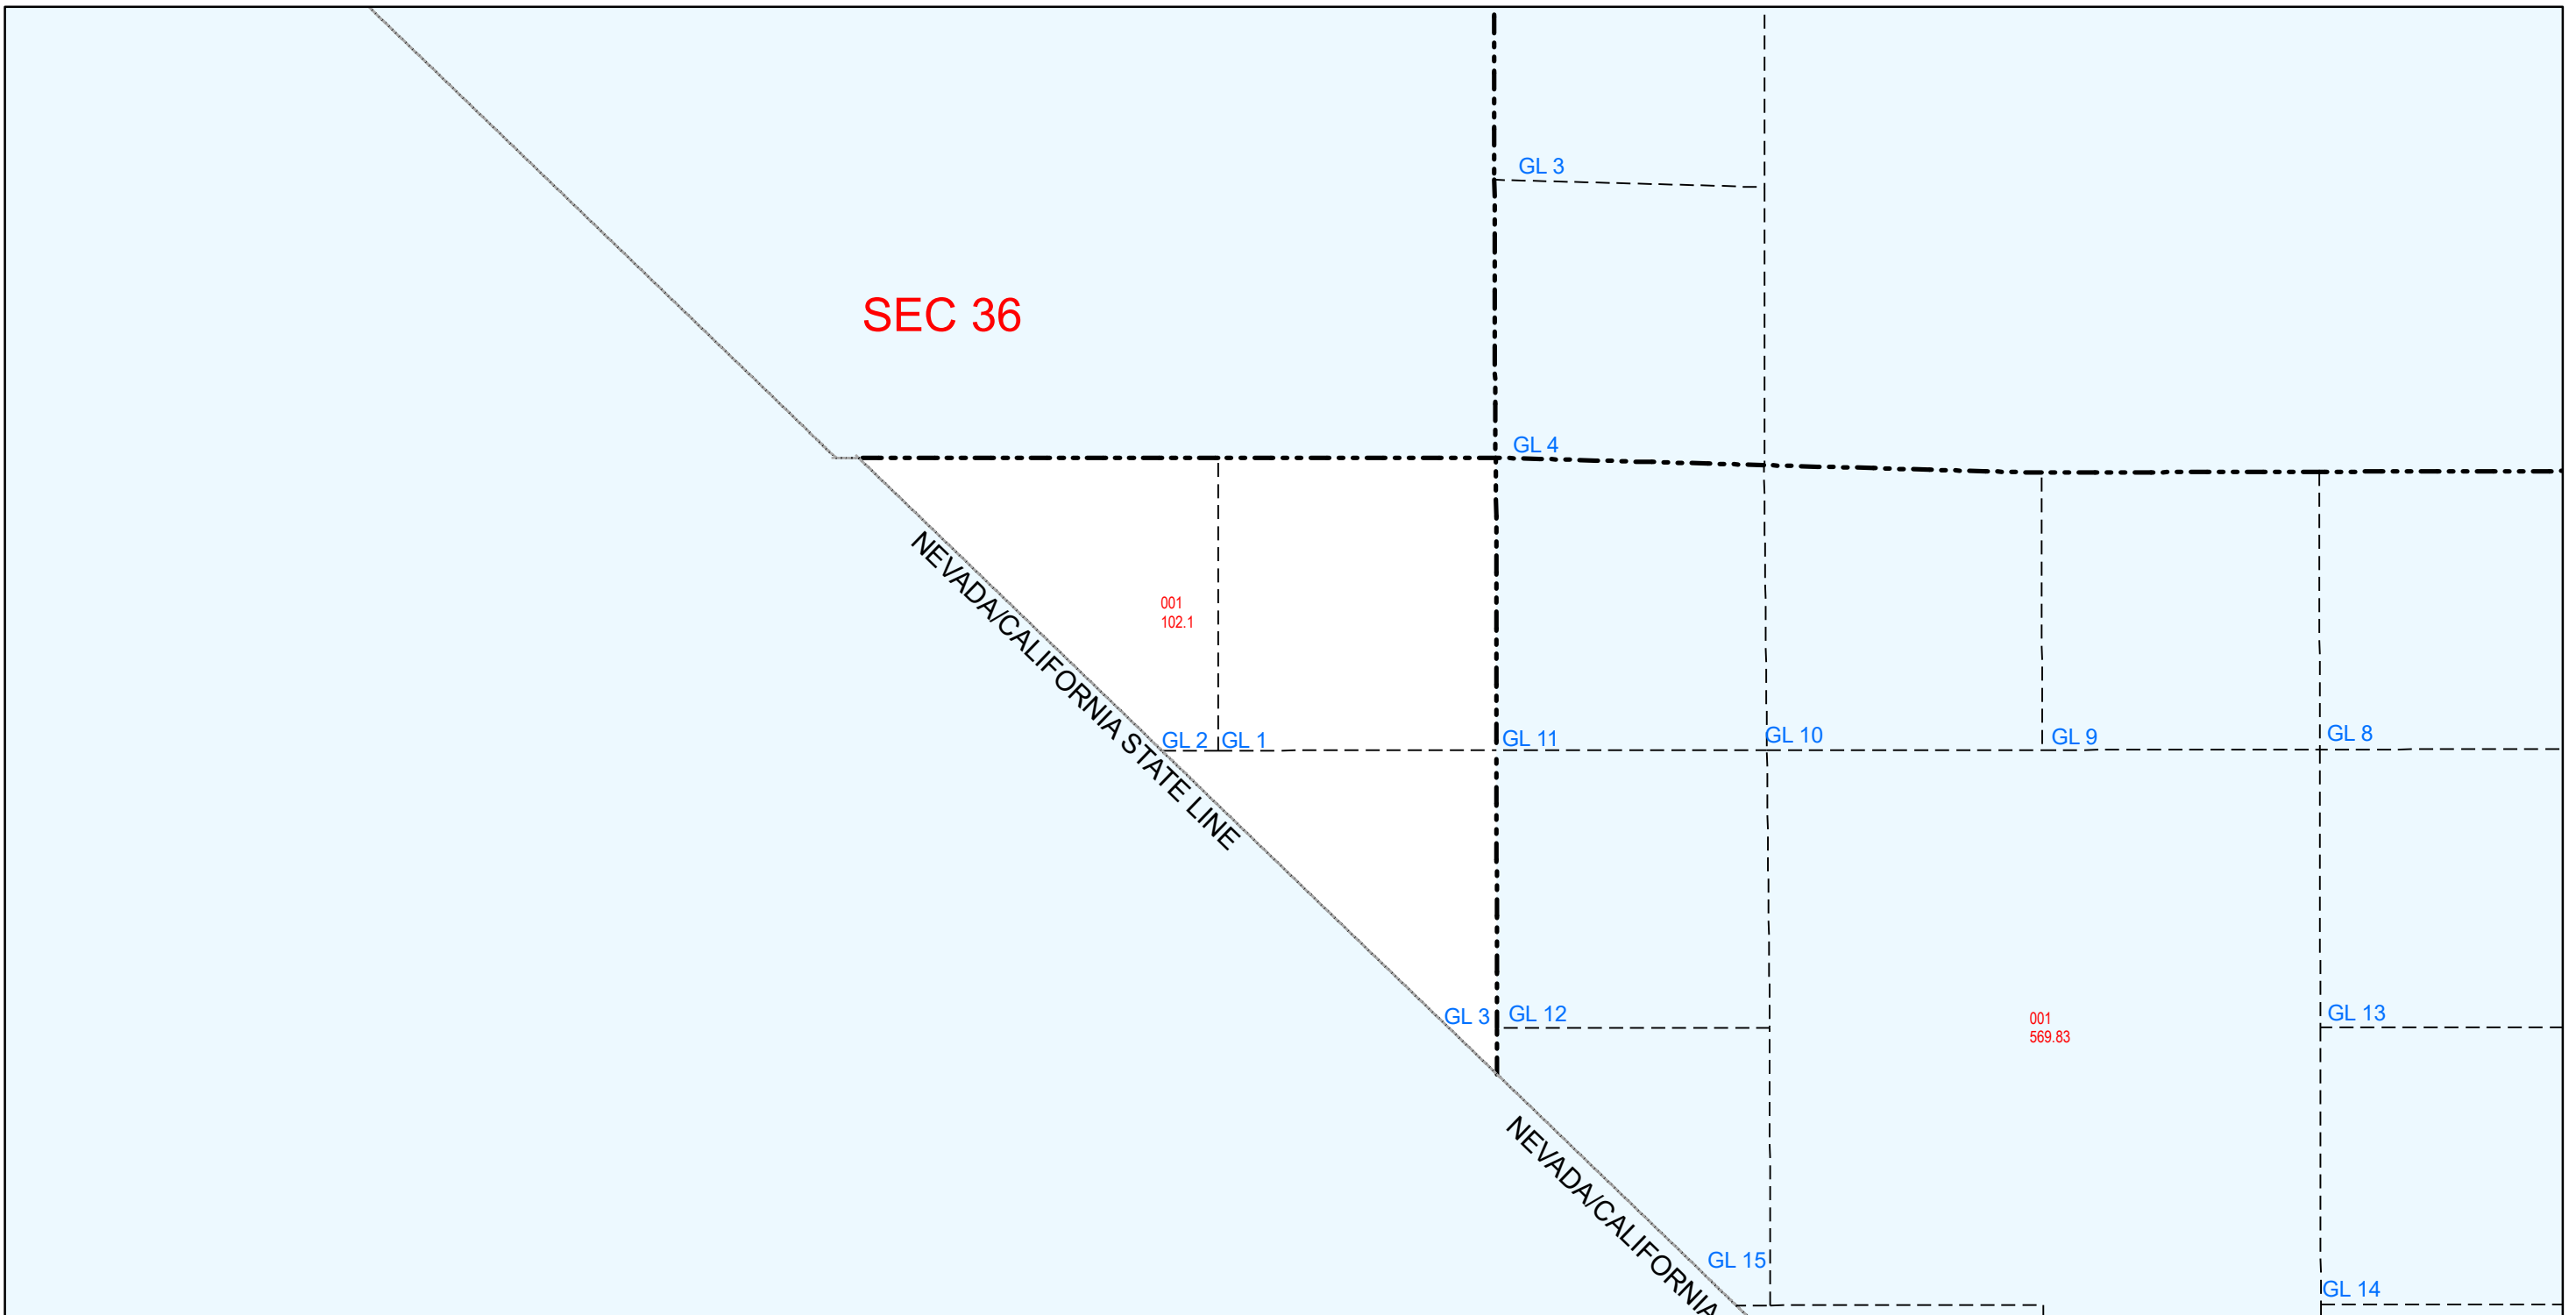 GL 3
SEC 36
GL 4
NEVADA/CALIFORNIA STATE LINE
001
102.1
GL 2
GL 1
GL 11
GL 10
GL 9
GL 8
GL 3
GL 12
001
569.83
GL 13
NEVADA/CALIFORNIA
GL 15
GL 14